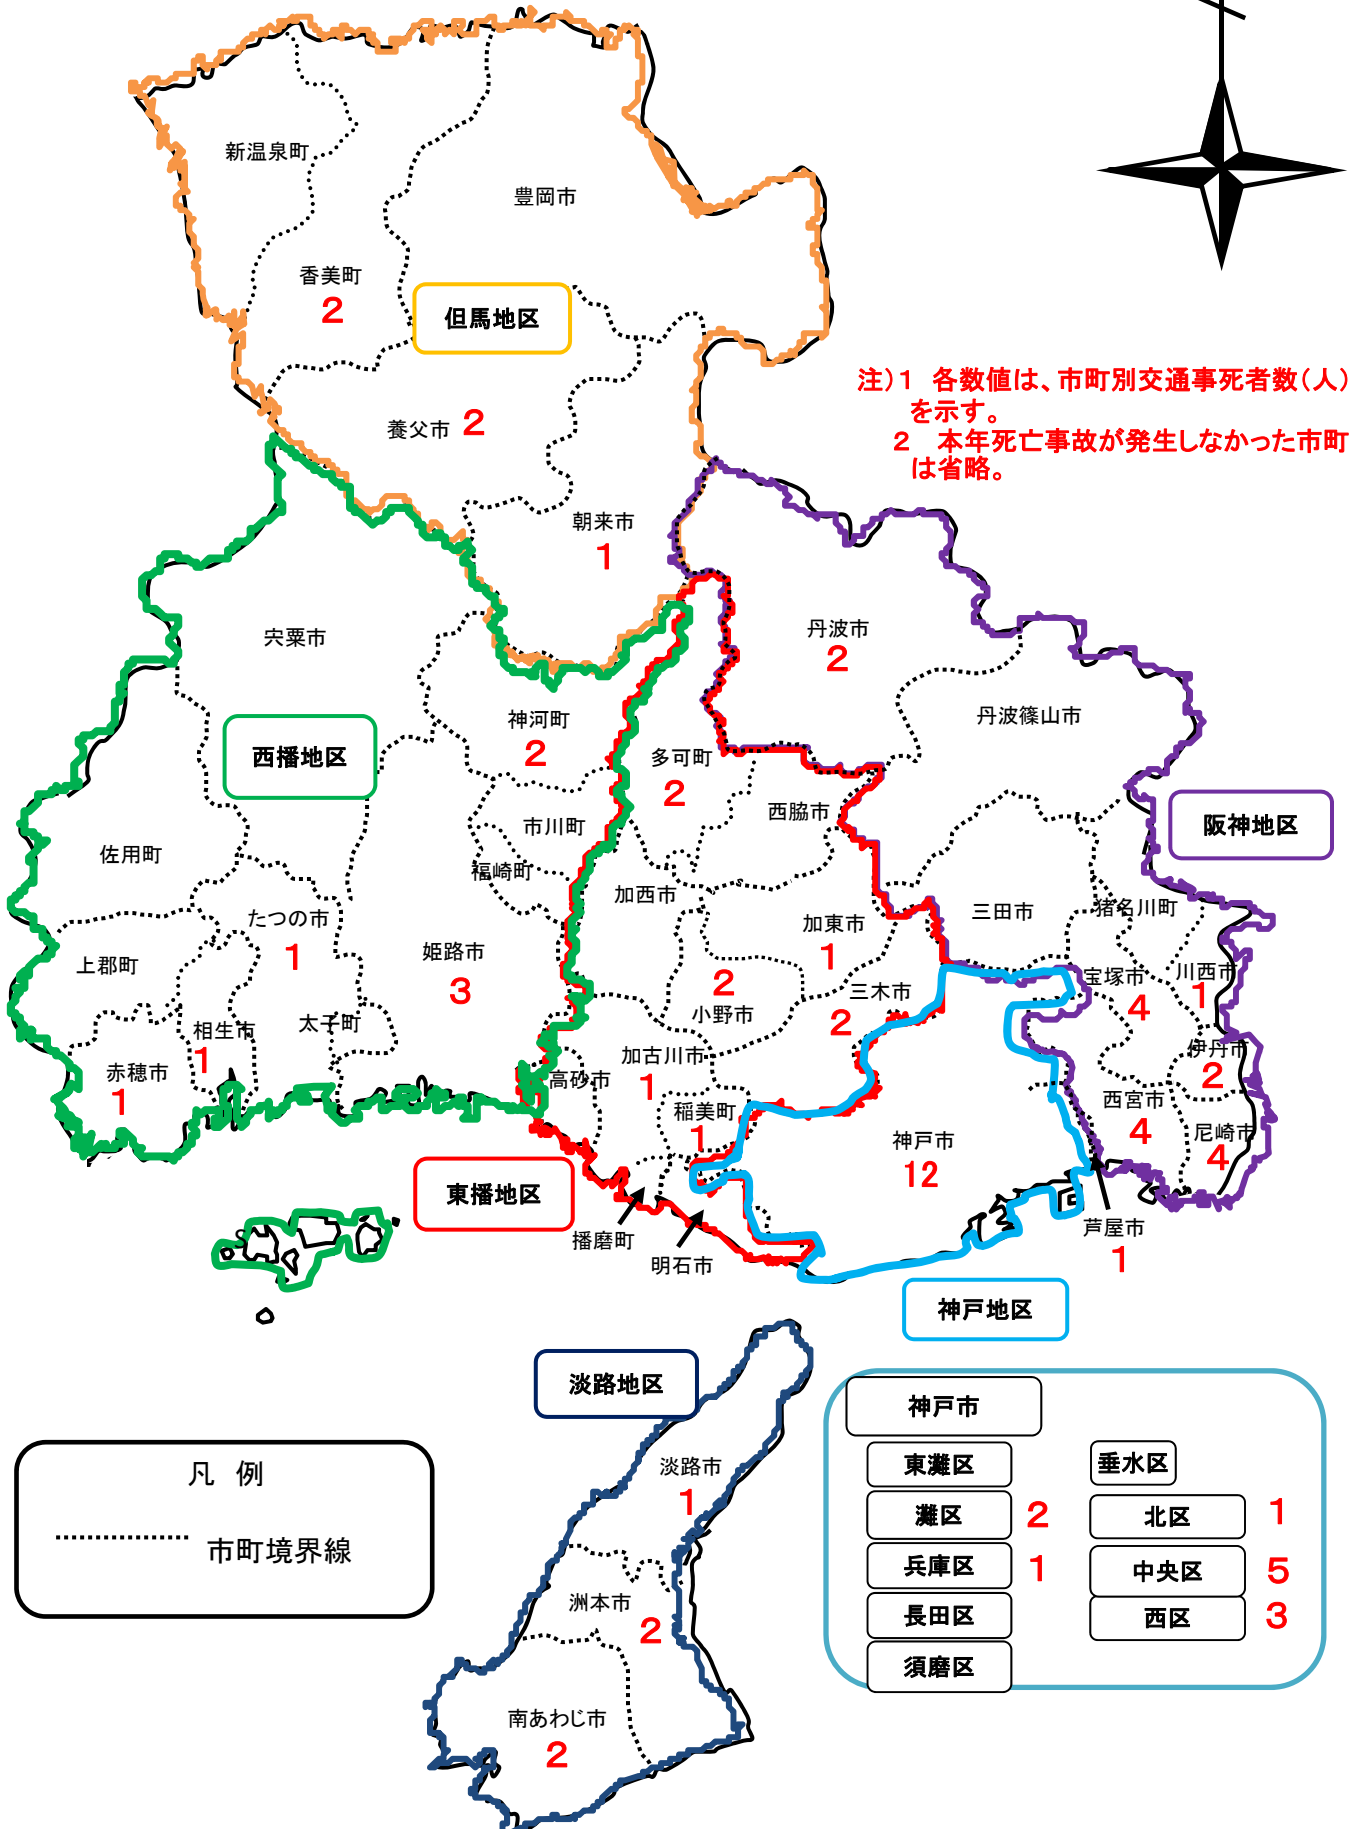 新温泉町
豊岡市
香美町
2
但馬地区
注)1 各数値は、市町別交通事死者数(人)
を示す。
2 本年死亡事故が発生しなかった市町
は省略。
養父市 2
朝来市
1
宍粟市
丹波市
2
神河町
2
丹波篠山市
西播地区
多可町
2
西脇市
市川町
阪神地区
佐用町
福崎町
加西市
たつの市
1
加東市
1
三田市
猪名川町
上郡町
姫路市
3
2
小野市
三木市
2
宝塚市
4
川西市
1
相生市
1
太子町
加古川市
1
伊丹市
2
赤穂市
1
高砂市
稲美町
1
西宮市
4
神戸市
12
尼崎市
4
東播地区
播磨町
明石市
芦屋市
1
神戸地区
淡路地区
神戸市
東灘区
垂水区
灘区 2
北区 1
兵庫区 1
中央区 5
長田区
西区 3
須磨区
凡 例
市町境界線
淡路市
1
洲本市
2
南あわじ市
2